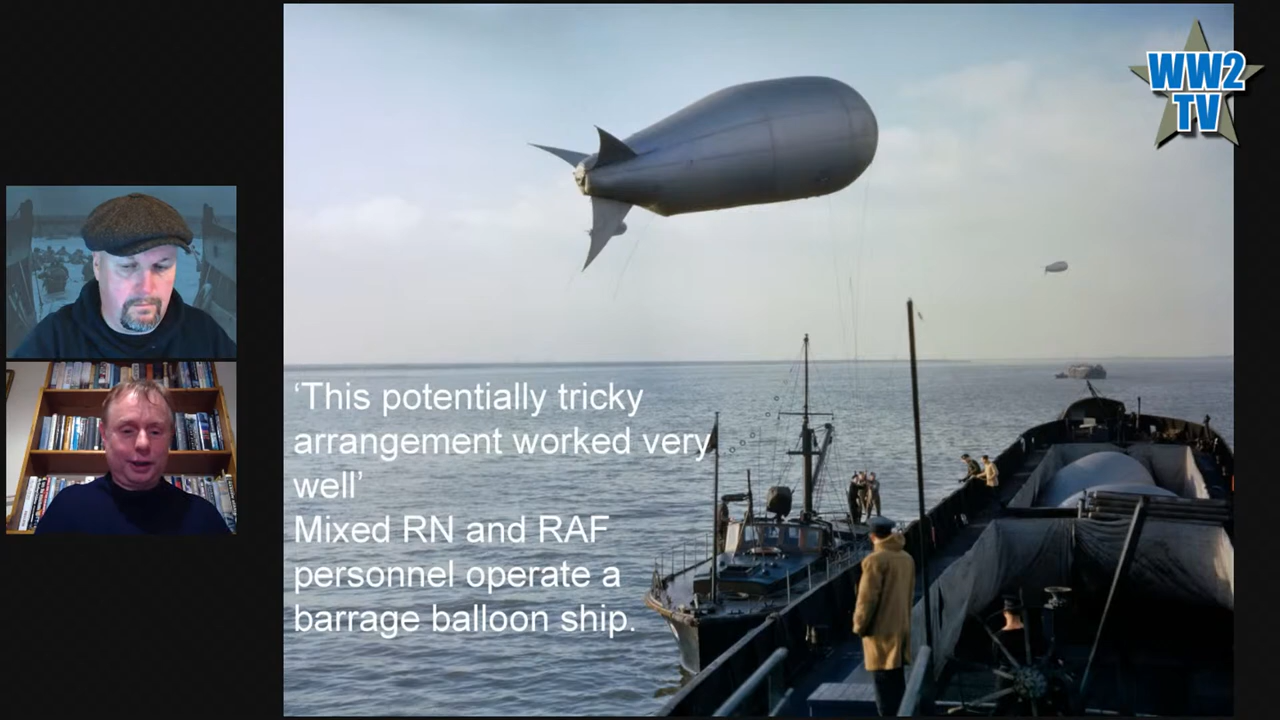 WW2
TV
‘This potentially tricky
arrangement worked very
well’
Mixed RN and RAF
personnel operate a
barrage balloon ship.